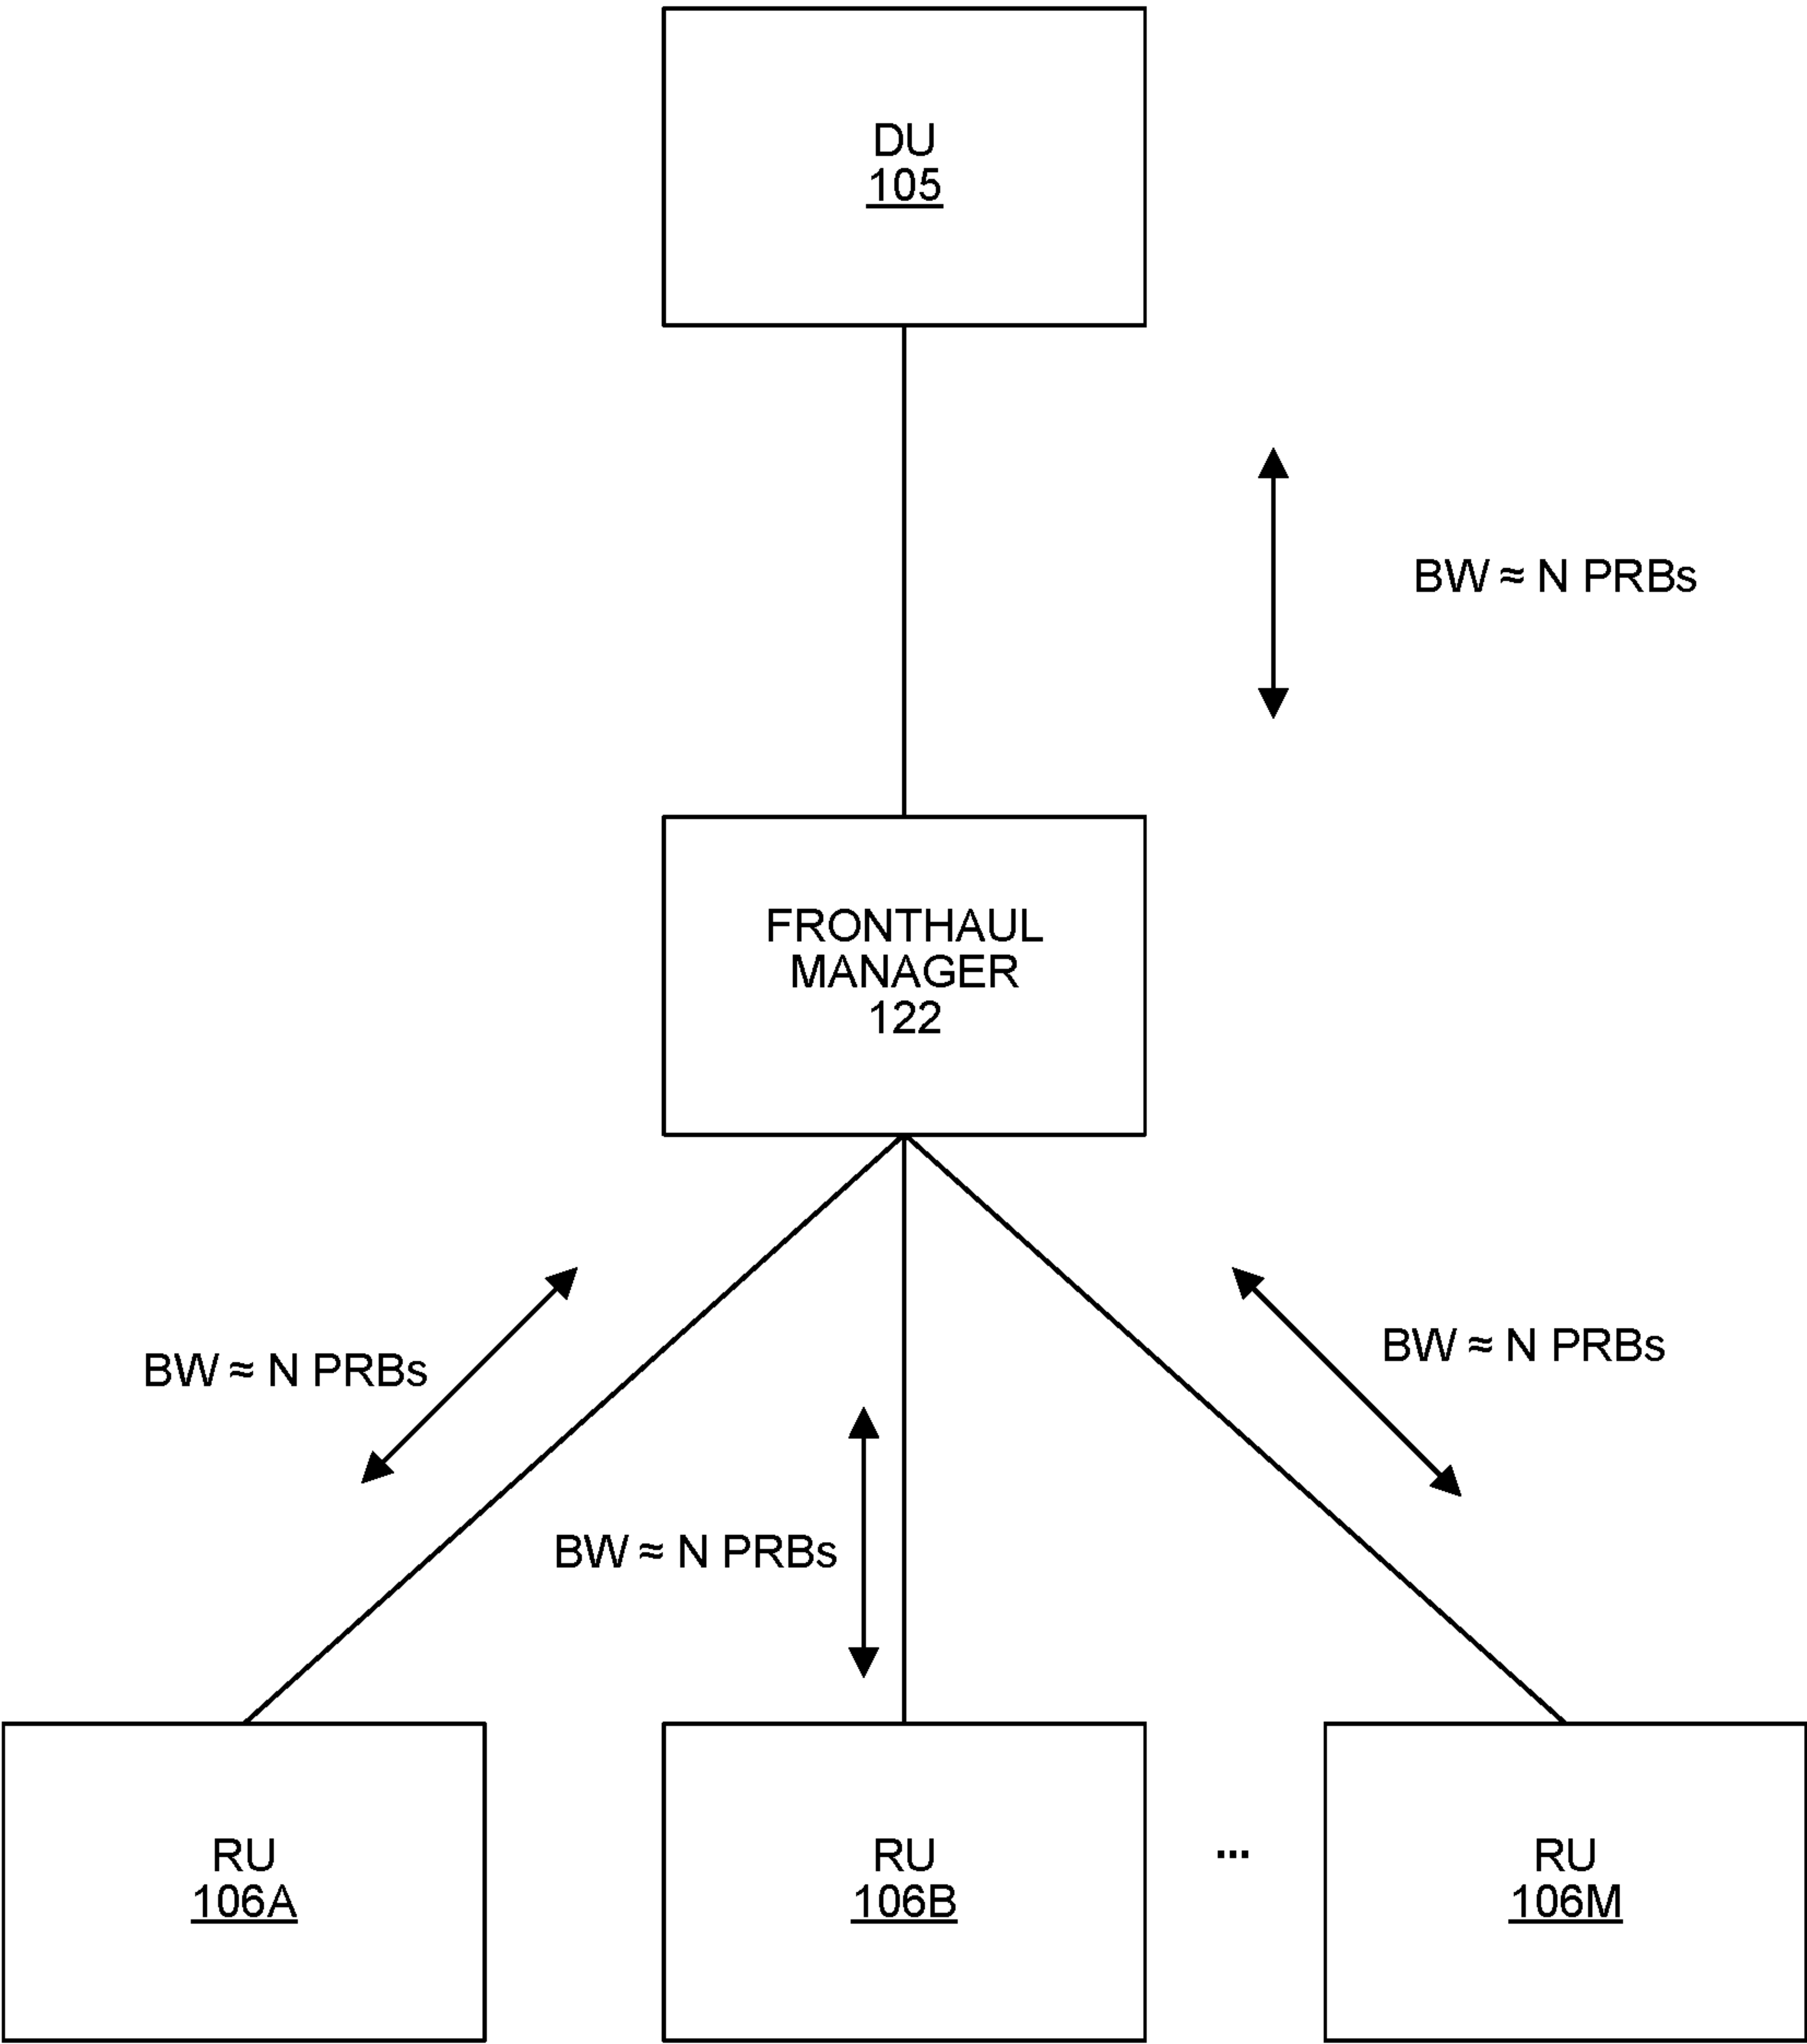 DU
105
BW ≈ N PRBs
FRONTHAUL
MANAGER
122
BW ≈ N PRBs
BW ≈ N PRBs
BW ≈ N PRBs
RU
106A
RU
106B
...
RU
106M